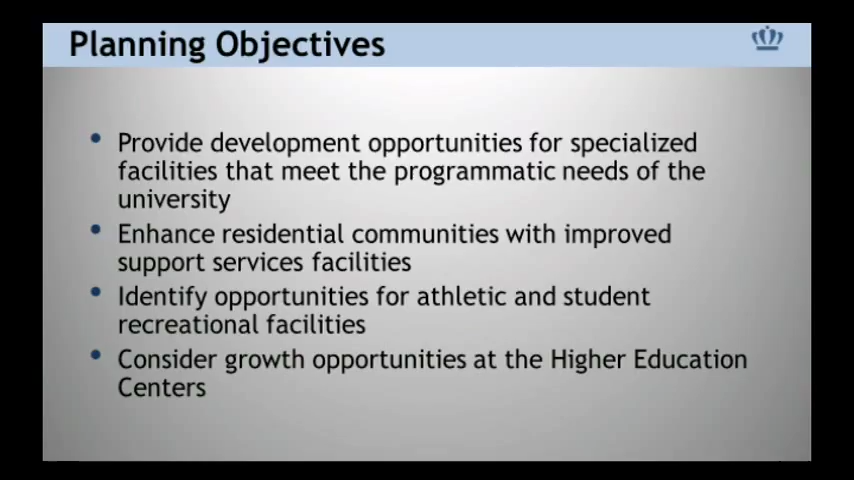 Planning Objectives
• Provide development opportunities for specialized
facilities that meet the programmatic needs of the
university
• Enhance residential communities with improved
support services facilities
• Identify opportunities for athletic and student
recreational facilities
• Consider growth opportunities at the Higher Education
Centers